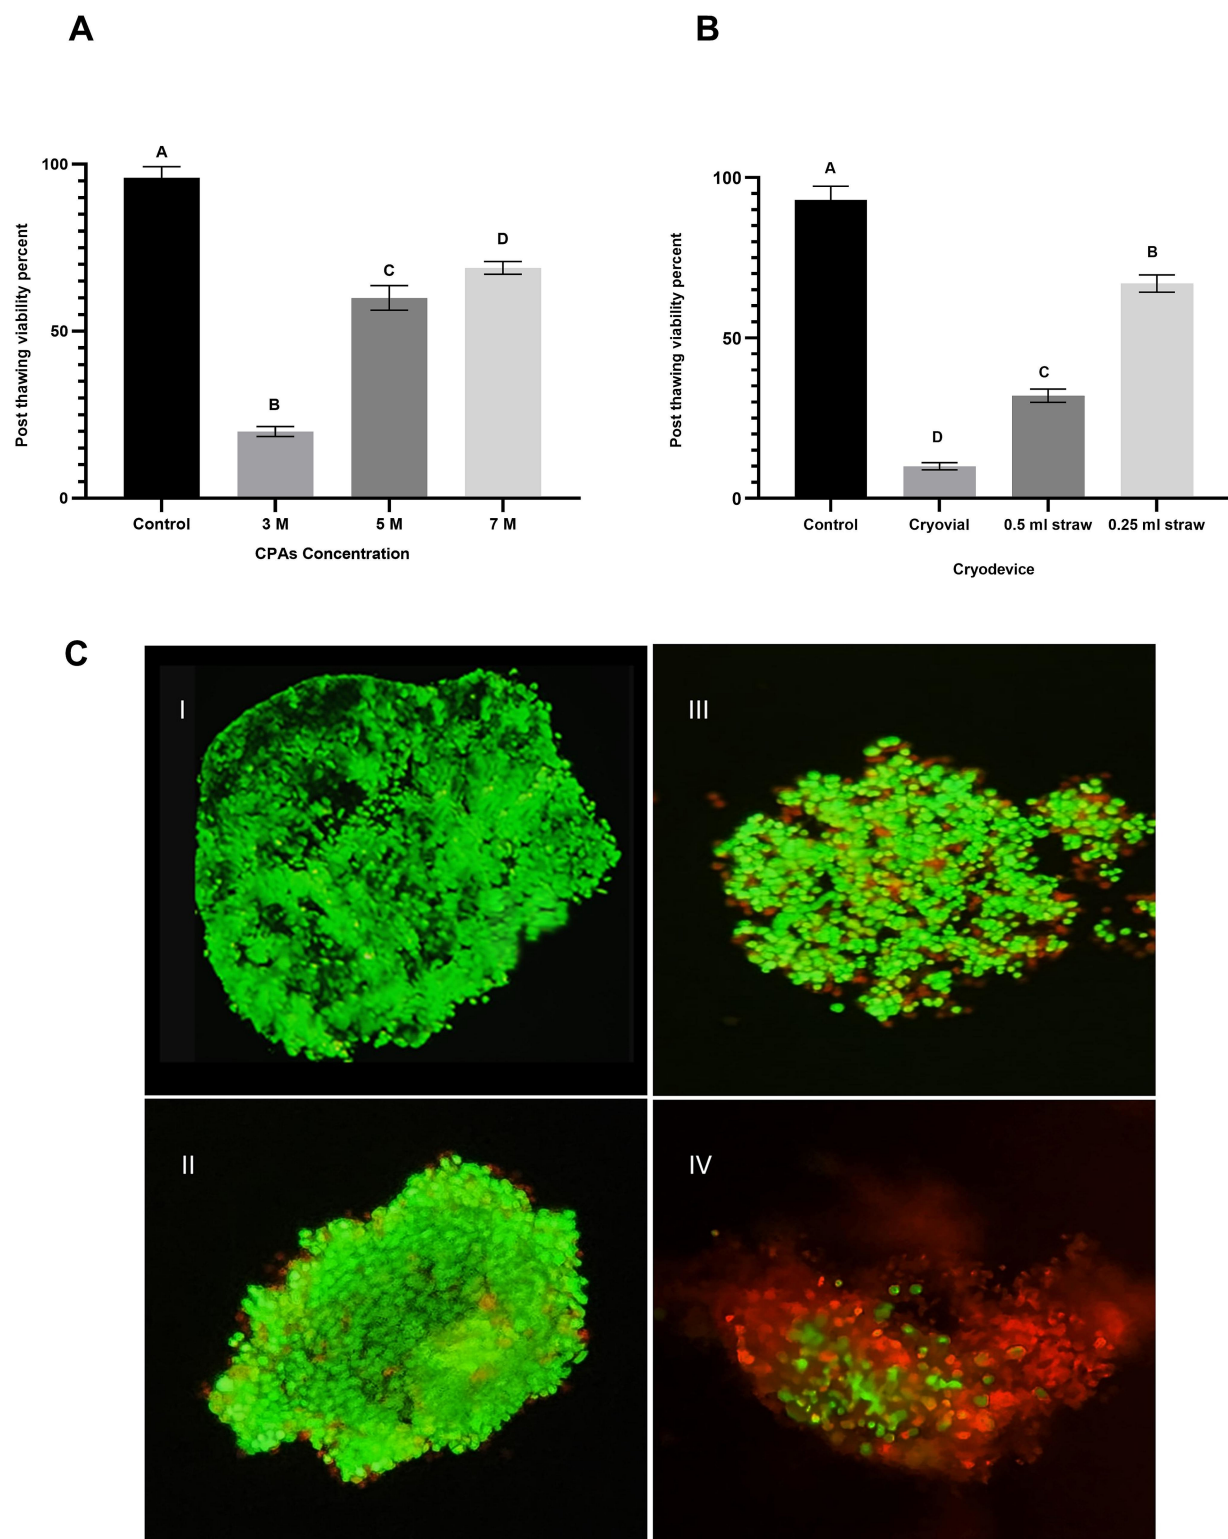 A
Post thawing viability percent
100
50
0
A
B
C
D
Control 3 M 5 M 7 M
CPAs Concentration
B
Post thawing viability percent
100
50
0
A
D
C
B
Control Cryovial 0.5 ml straw 0.25 ml straw
Cryodevice
C
I
III
II
IV